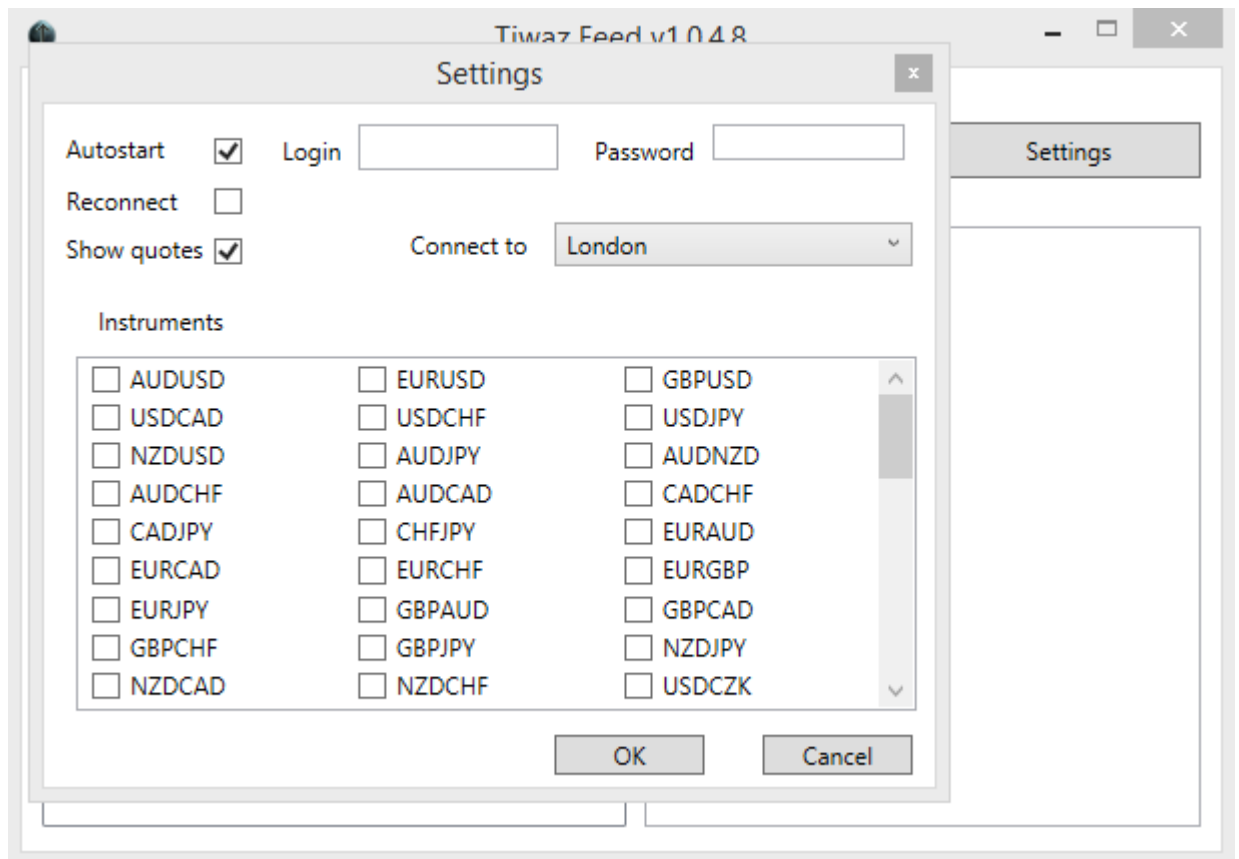 Tiwaz Feed v1.0.4.8
Settings
Autostart Login Password Settings
Reconnect
Show quotes Connect to London
Instruments
AUDUSD EURUSD GBPUSD
USDCAD USDCHF USDJPY
NZDUSD AUDJPY AUDNZD
AUDCHF AUDCAD CADCHF
CADJPY CHFJPY EURAUD
EURCAD EURCHF EURGBP
EURJPY GBPAUD GBPCAD
GBPCHF GBPJPY NZDJPY
NZDCAD NZDCHF USDCZK
OK Cancel